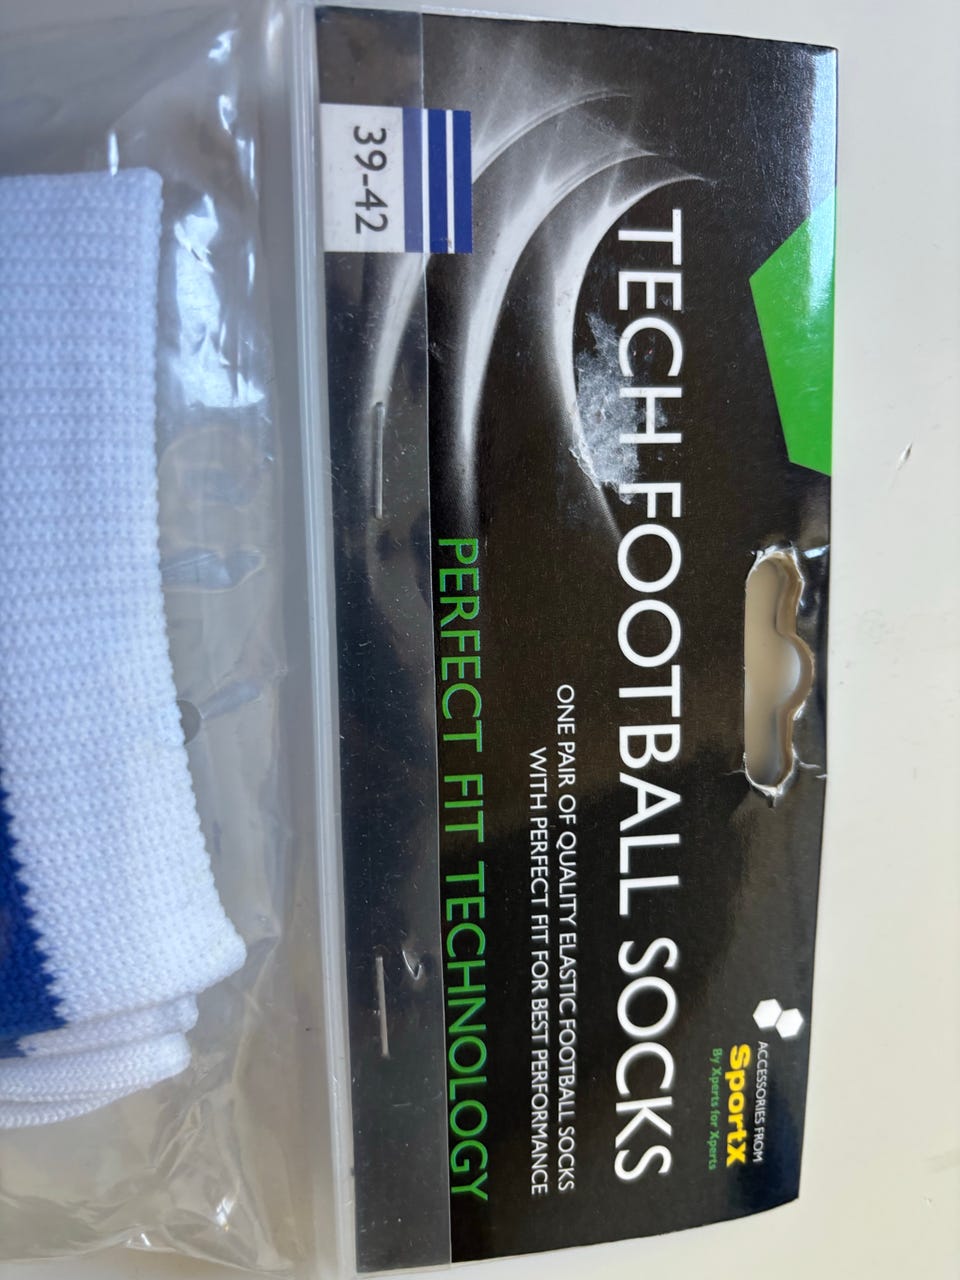 ACCESSORIES FROM
SportX
By Xperts for Xperts
TECH FOOTBALL SOCKS
ONE PAIR OF QUALITY ELASTIC FOOTBALL SOCKS
WITH PERFECT FIT FOR BEST PERFORMANCE
PERFECT FIT TECHNOLOGY
39-42